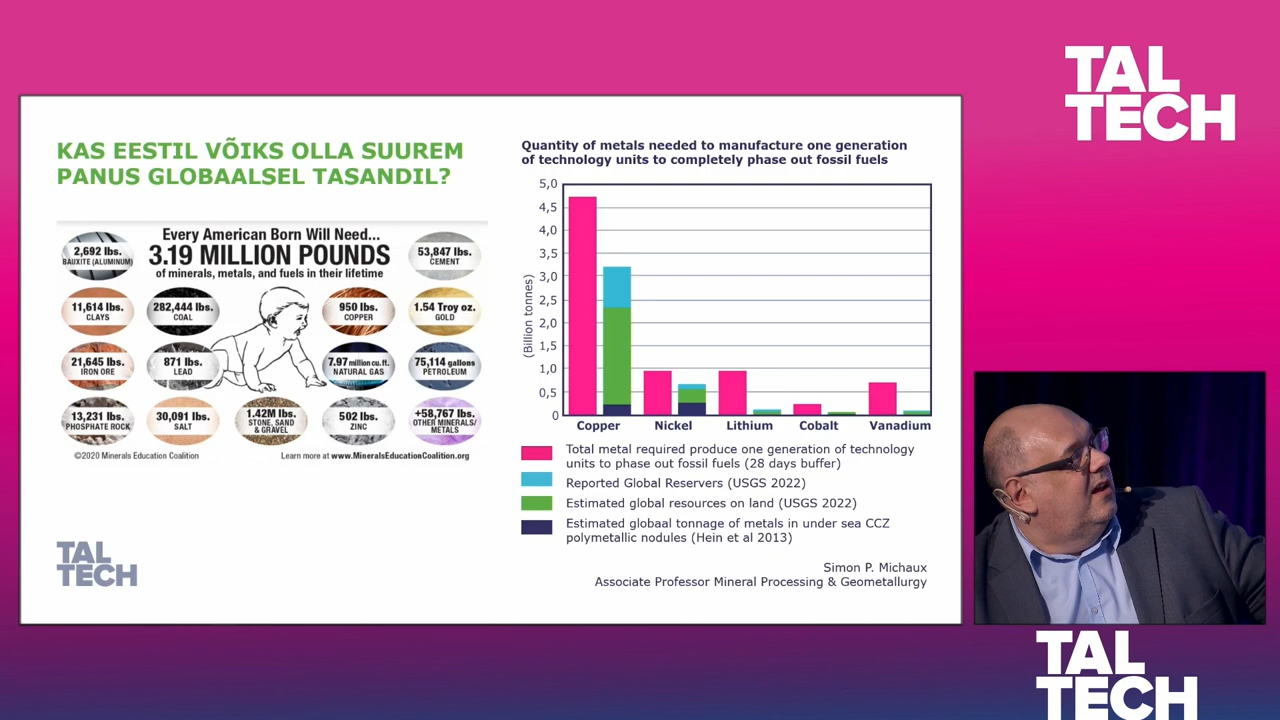 TAL
TECH
KAS EESTIL VÕIKS OLLA SUUREM
PANUS GLOBAALSEL TASANDIL?
Every American Born Will Need...
3.19 MILLION POUNDS
of minerals, metals, and fuels in their lifetime
2,692 lbs.
BAUXITE (ALUMINUM)
53,847 lbs.
CEMENT
11,614 lbs.
CLAYS
282,444 lbs.
COAL
950 lbs.
COPPER
1.54 Troy oz.
GOLD
21,645 lbs.
IRON ORE
871 lbs.
LEAD
7.97 million cu. ft.
NATURAL GAS
75,114 gallons
PETROLEUM
13,231 lbs.
PHOSPHATE ROCK
30,091 lbs.
SALT
1.42M lbs.
STONE, SAND
& GRAVEL
502 lbs.
ZINC
+58,767 lbs.
OTHER MINERALS/
METALS
©2020 Minerals Education Coalition
Learn more at www.MineralsEducationCoalition.org
TAL
TECH
Quantity of metals needed to manufacture one generation
of technology units to completely phase out fossil fuels
(Billion tonnes)
5,0
4,5
4,0
3,5
3,0
2,5
2,0
1,5
1,0
0,5
0
Copper Nickel Lithium Cobalt Vanadium
Total metal required produce one generation of technology
units to phase out fossil fuels (28 days buffer)
Reported Global Reservers (USGS 2022)
Estimated global resources on land (USGS 2022)
Estimated globaal tonnage of metals in under sea CCZ
polymetallic nodules (Hein et al 2013)
Simon P. Michaux
Associate Professor Mineral Processing & Geometallurgy
TAL
TECH